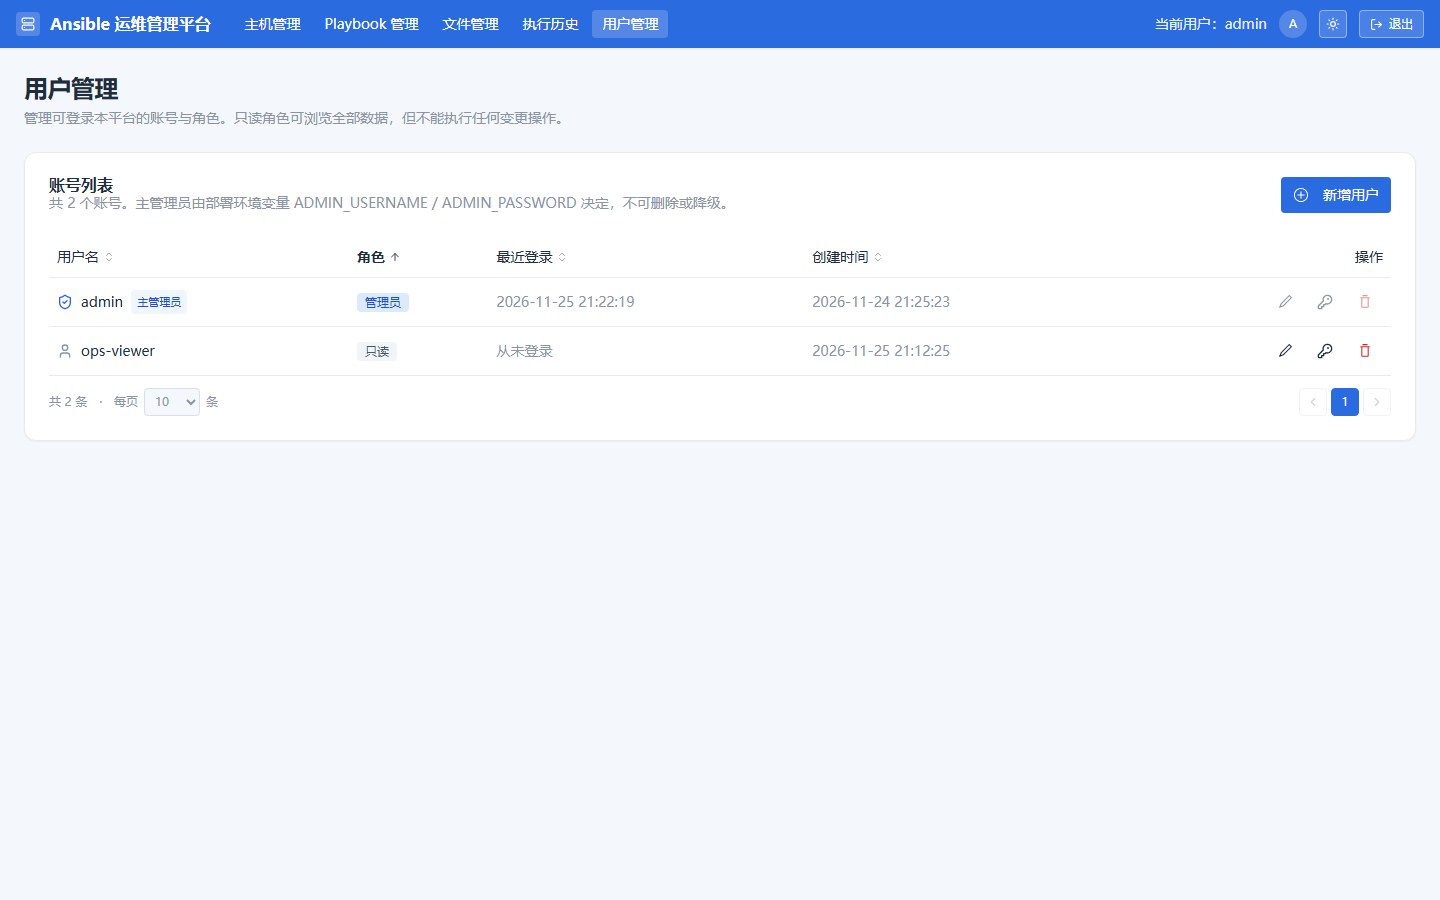 Ansible 运维管理平台 主机管理 Playbook 管理 文件管理 执行历史 用户管理 当前用户：admin A 退出
用户管理
管理可登录本平台的账号与角色。只读角色可浏览全部数据，但不能执行任何变更操作。
账号列表
共 2 个账号。主管理员由部署环境变量 ADMIN_USERNAME / ADMIN_PASSWORD 决定，不可删除或降级。
新增用户
用户名 角色 最近登录 创建时间 操作
admin 主管理员 管理员 2026-11-25 21:22:19 2026-11-24 21:25:23
ops-viewer 只读 从未登录 2026-11-25 21:12:25
共 2 条 · 每页 10 条 1